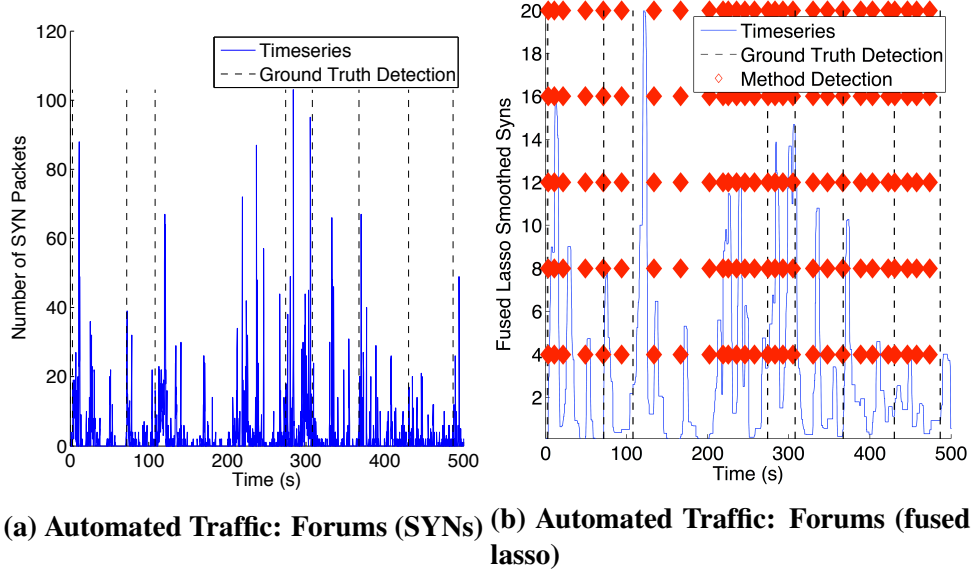 120
100
80
60
40
20
0
Number of SYN Packets
Timeseries
Ground Truth Detection
0 100 200 300 400 500
Time (s)
(a) Automated Traffic: Forums (SYNs)
20
18
16
14
12
10
8
6
4
2
Fused Lasso Smoothed Syns
Timeseries
Ground Truth Detection
Method Detection
0 100 200 300 400 500
Time (s)
(b) Automated Traffic: Forums (fused
lasso)